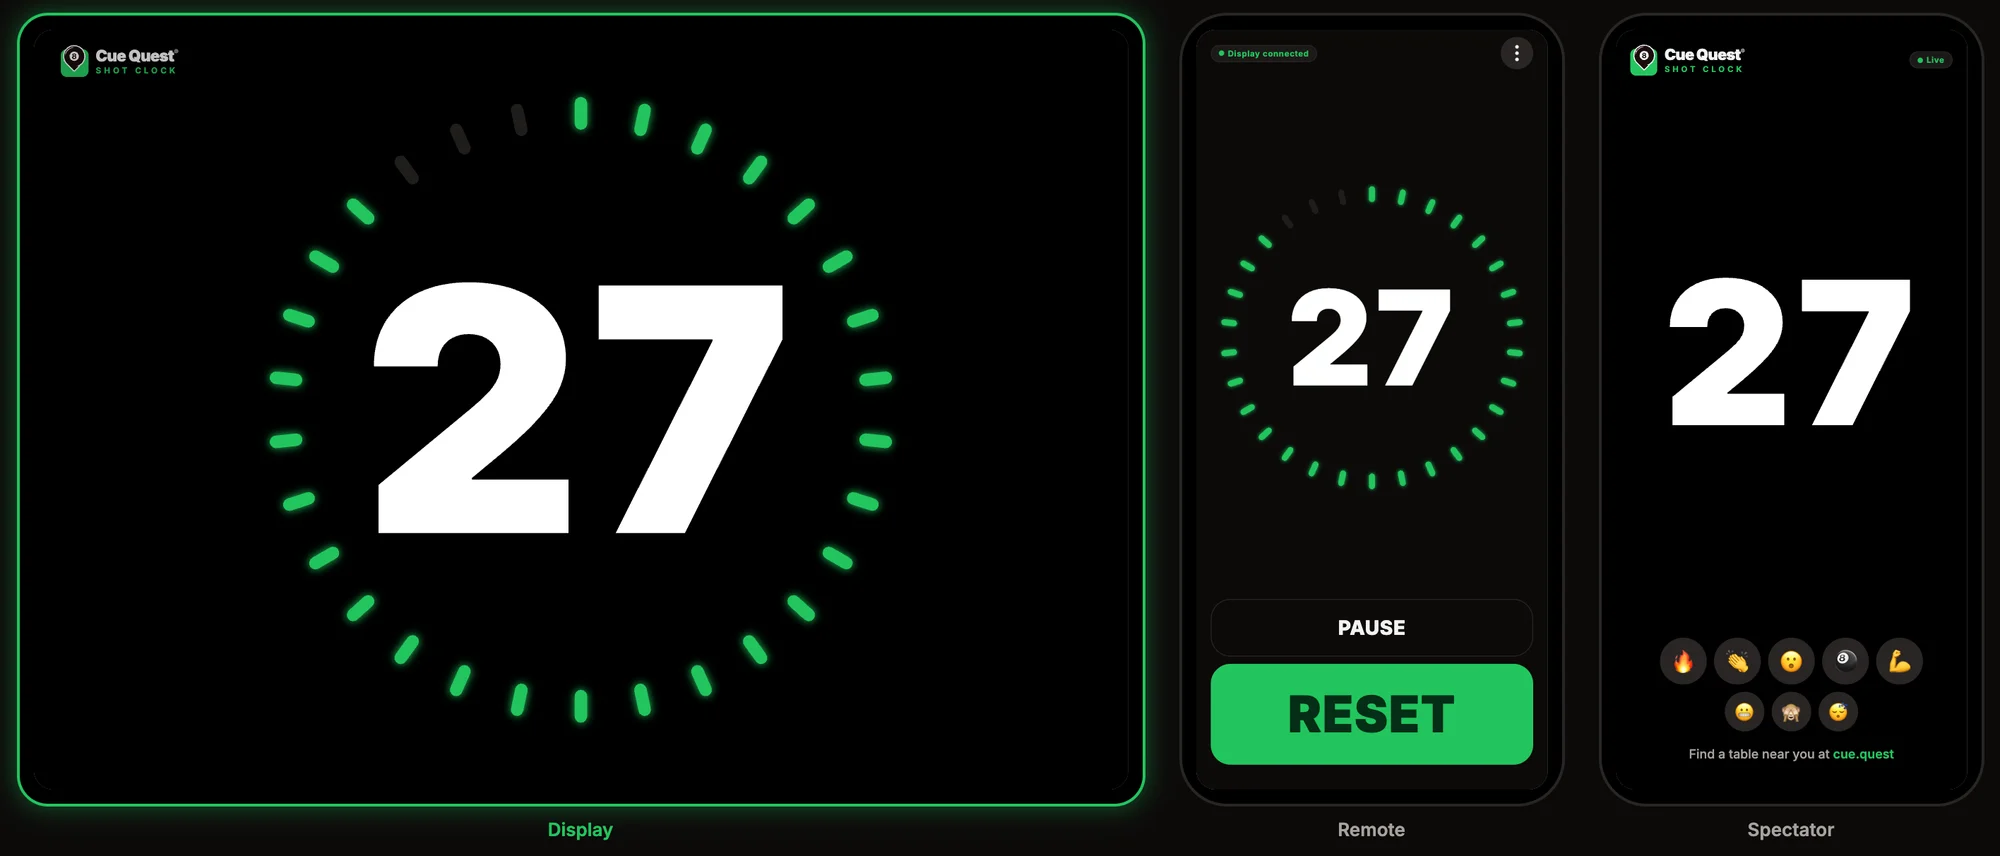 Cue Quest®
SHOT CLOCK
27
Display
Display connected
27
PAUSE
RESET
Remote
Cue Quest®
SHOT CLOCK
Live
27
8
Find a table near you at cue.quest
Spectator